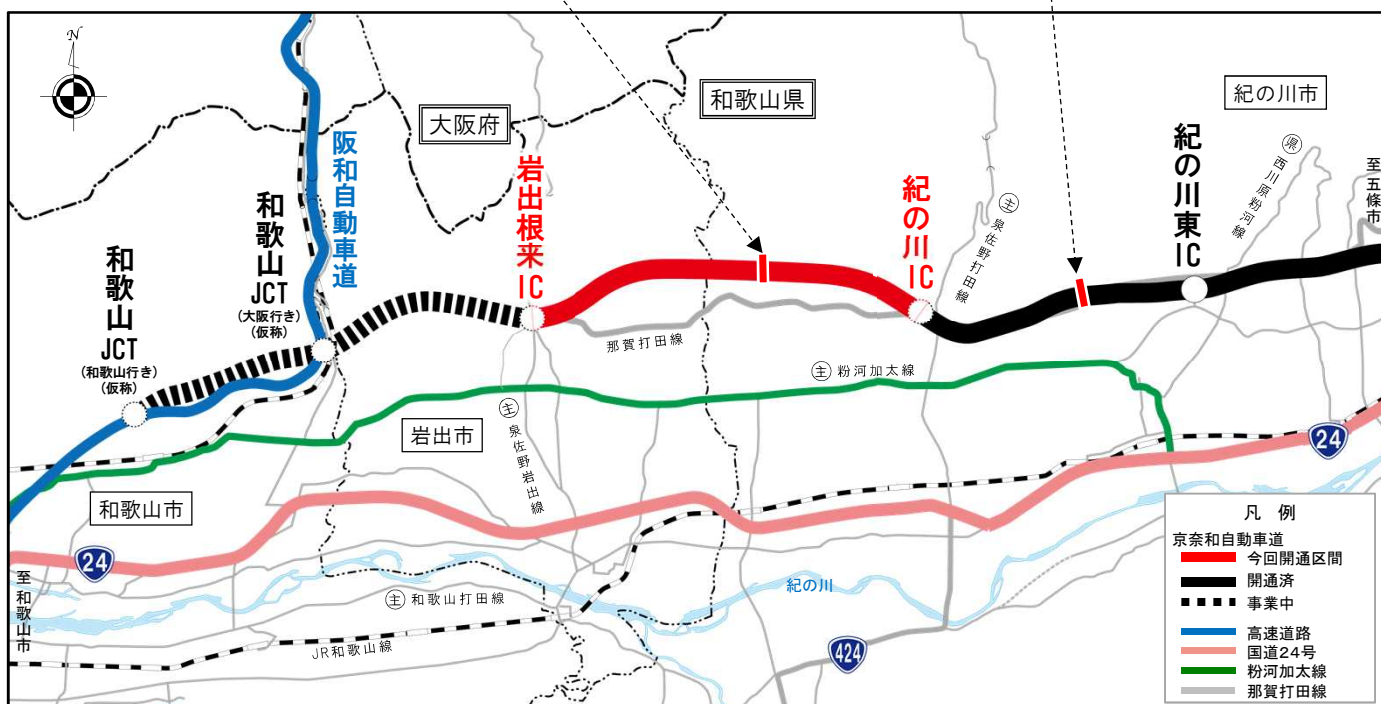 N
大阪府
和歌山県
紀の川市
阪和自動車道
和歌山
JCT
(和歌山行き)
(仮称)
和歌山
JCT
(大阪行き)
(仮称)
岩出根来IC
紀の川IC
紀の川東IC
主 泉佐野打田線
県 西川原粉河線
至五條市
那賀打田線
主 粉河加太線
主 泉佐野岩出線
岩出市
和歌山市
24
24
至和歌山市
主 和歌山打田線
JR和歌山線
紀の川
424
凡 例
京奈和自動車道
今回開通区間
開通済
事業中
高速道路
国道24号
粉河加太線
那賀打田線